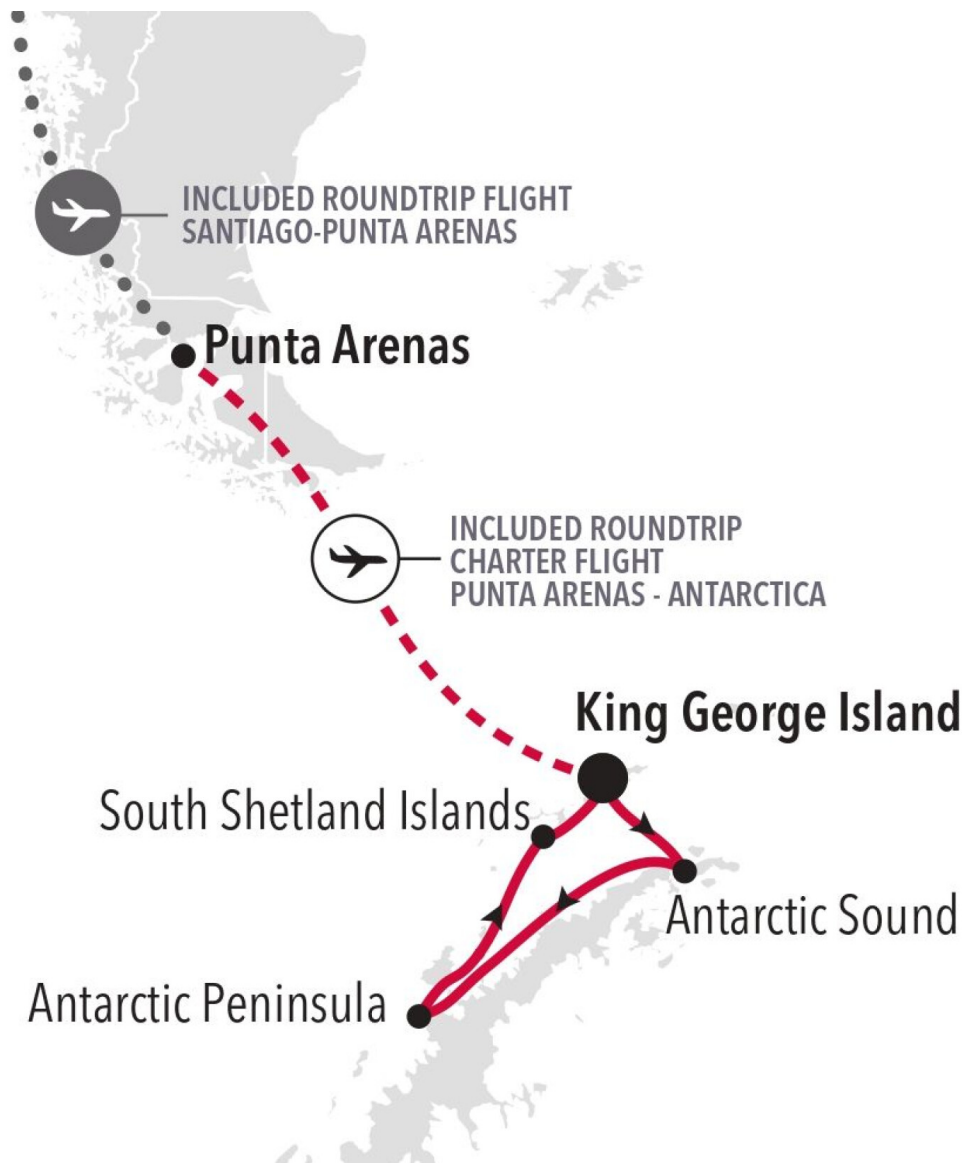 INCLUDED ROUNDTRIP FLIGHT
SANTIAGO-PUNTA ARENAS
Punta Arenas
INCLUDED ROUNDTRIP
CHARTER FLIGHT
PUNTA ARENAS - ANTARCTICA
King George Island
South Shetland Islands
Antarctic Sound
Antarctic Peninsula